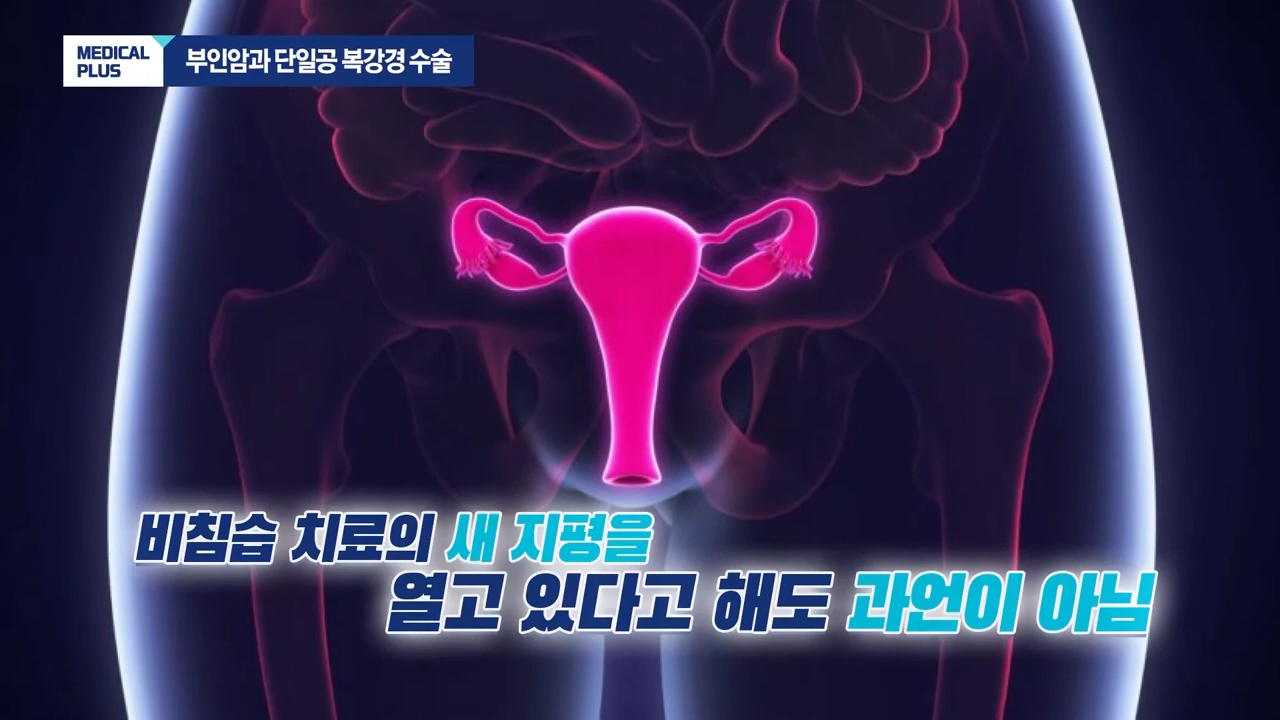 MEDICAL
PLUS
부인암과 단일공 복강경 수술
비침습 치료의 새 지평을
열고 있다고 해도 과언이 아님